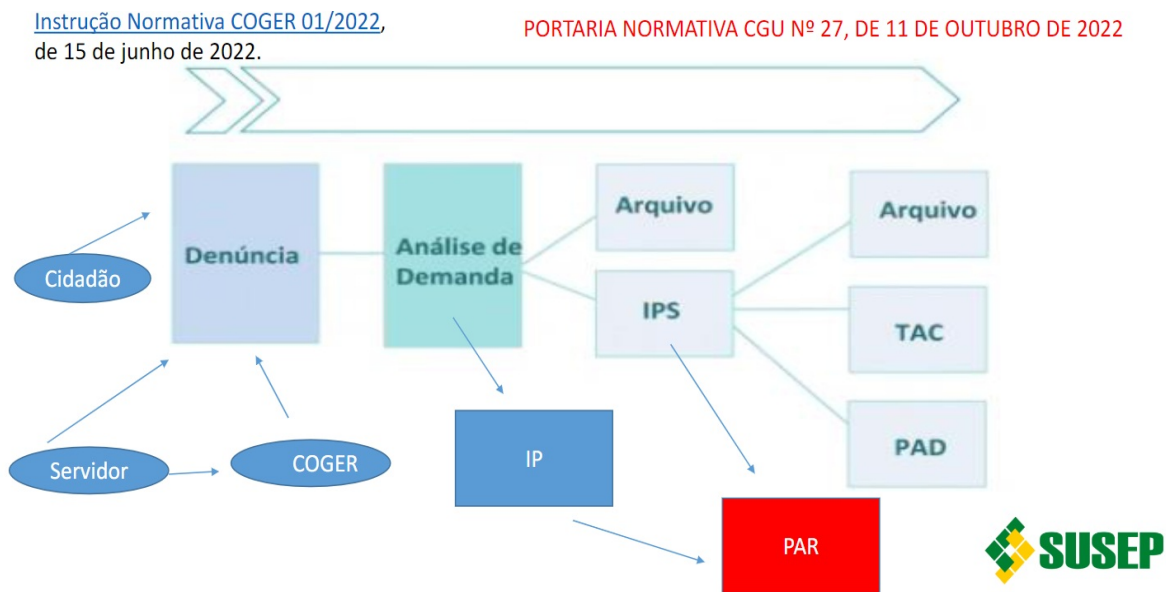 Instrução Normativa COGER 01/2022,
de 15 de junho de 2022.
PORTARIA NORMATIVA CGU Nº 27, DE 11 DE OUTUBRO DE 2022
Denúncia
Análise de
Demanda
Arquivo
IPS
Arquivo
TAC
PAD
Cidadão
Servidor
COGER
IP
PAR
SUSEP